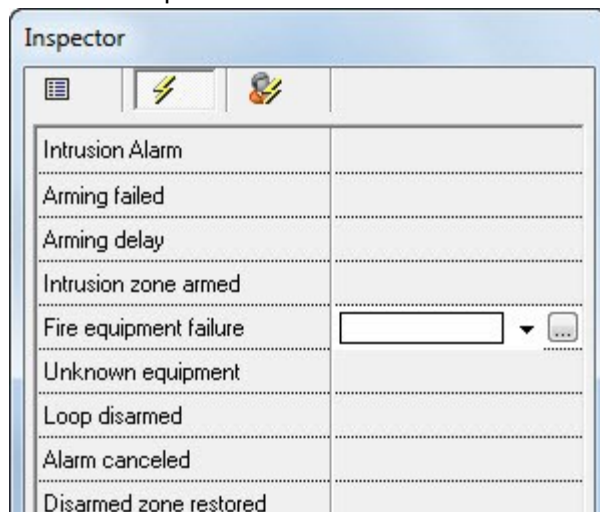 Inspector
Intrusion Alarm
Arming failed
Arming delay
Intrusion zone armed
Fire equipment failure
...
Unknown equipment
Loop disarmed
Alarm canceled
Disarmed zone restored